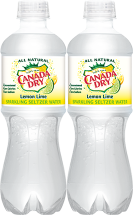 ALL NATURAL ALL NATURAL
CANADA DRY CANADA DRY
Lemon Lime Lemon Lime
SPARKLING SELTZER WATER SPARKLING SELTZER WATER